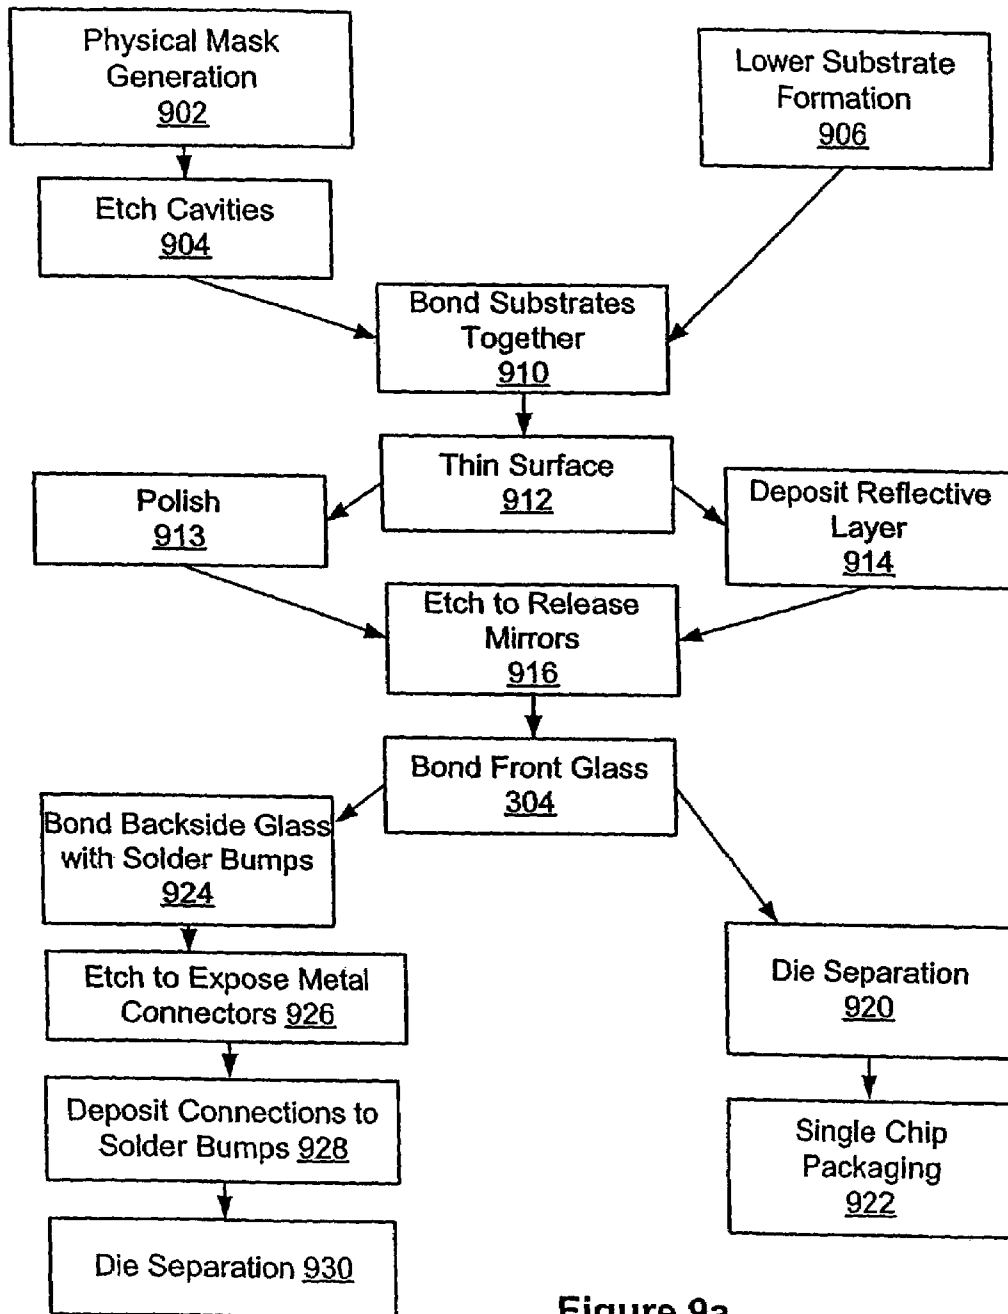 Physical Mask
Generation
902
Lower Substrate
Formation
906
Etch Cavities
904
Bond Substrates
Together
910
Thin Surface
912
Polish
913
Deposit Reflective
Layer
914
Etch to Release
Mirrors
916
Bond Front Glass
304
Bond Backside Glass
with Solder Bumps
924
Etch to Expose Metal
Connectors 926
Die Separation
920
Deposit Connections to
Solder Bumps 928
Single Chip
Packaging
922
Die Separation 930
Figure 9a